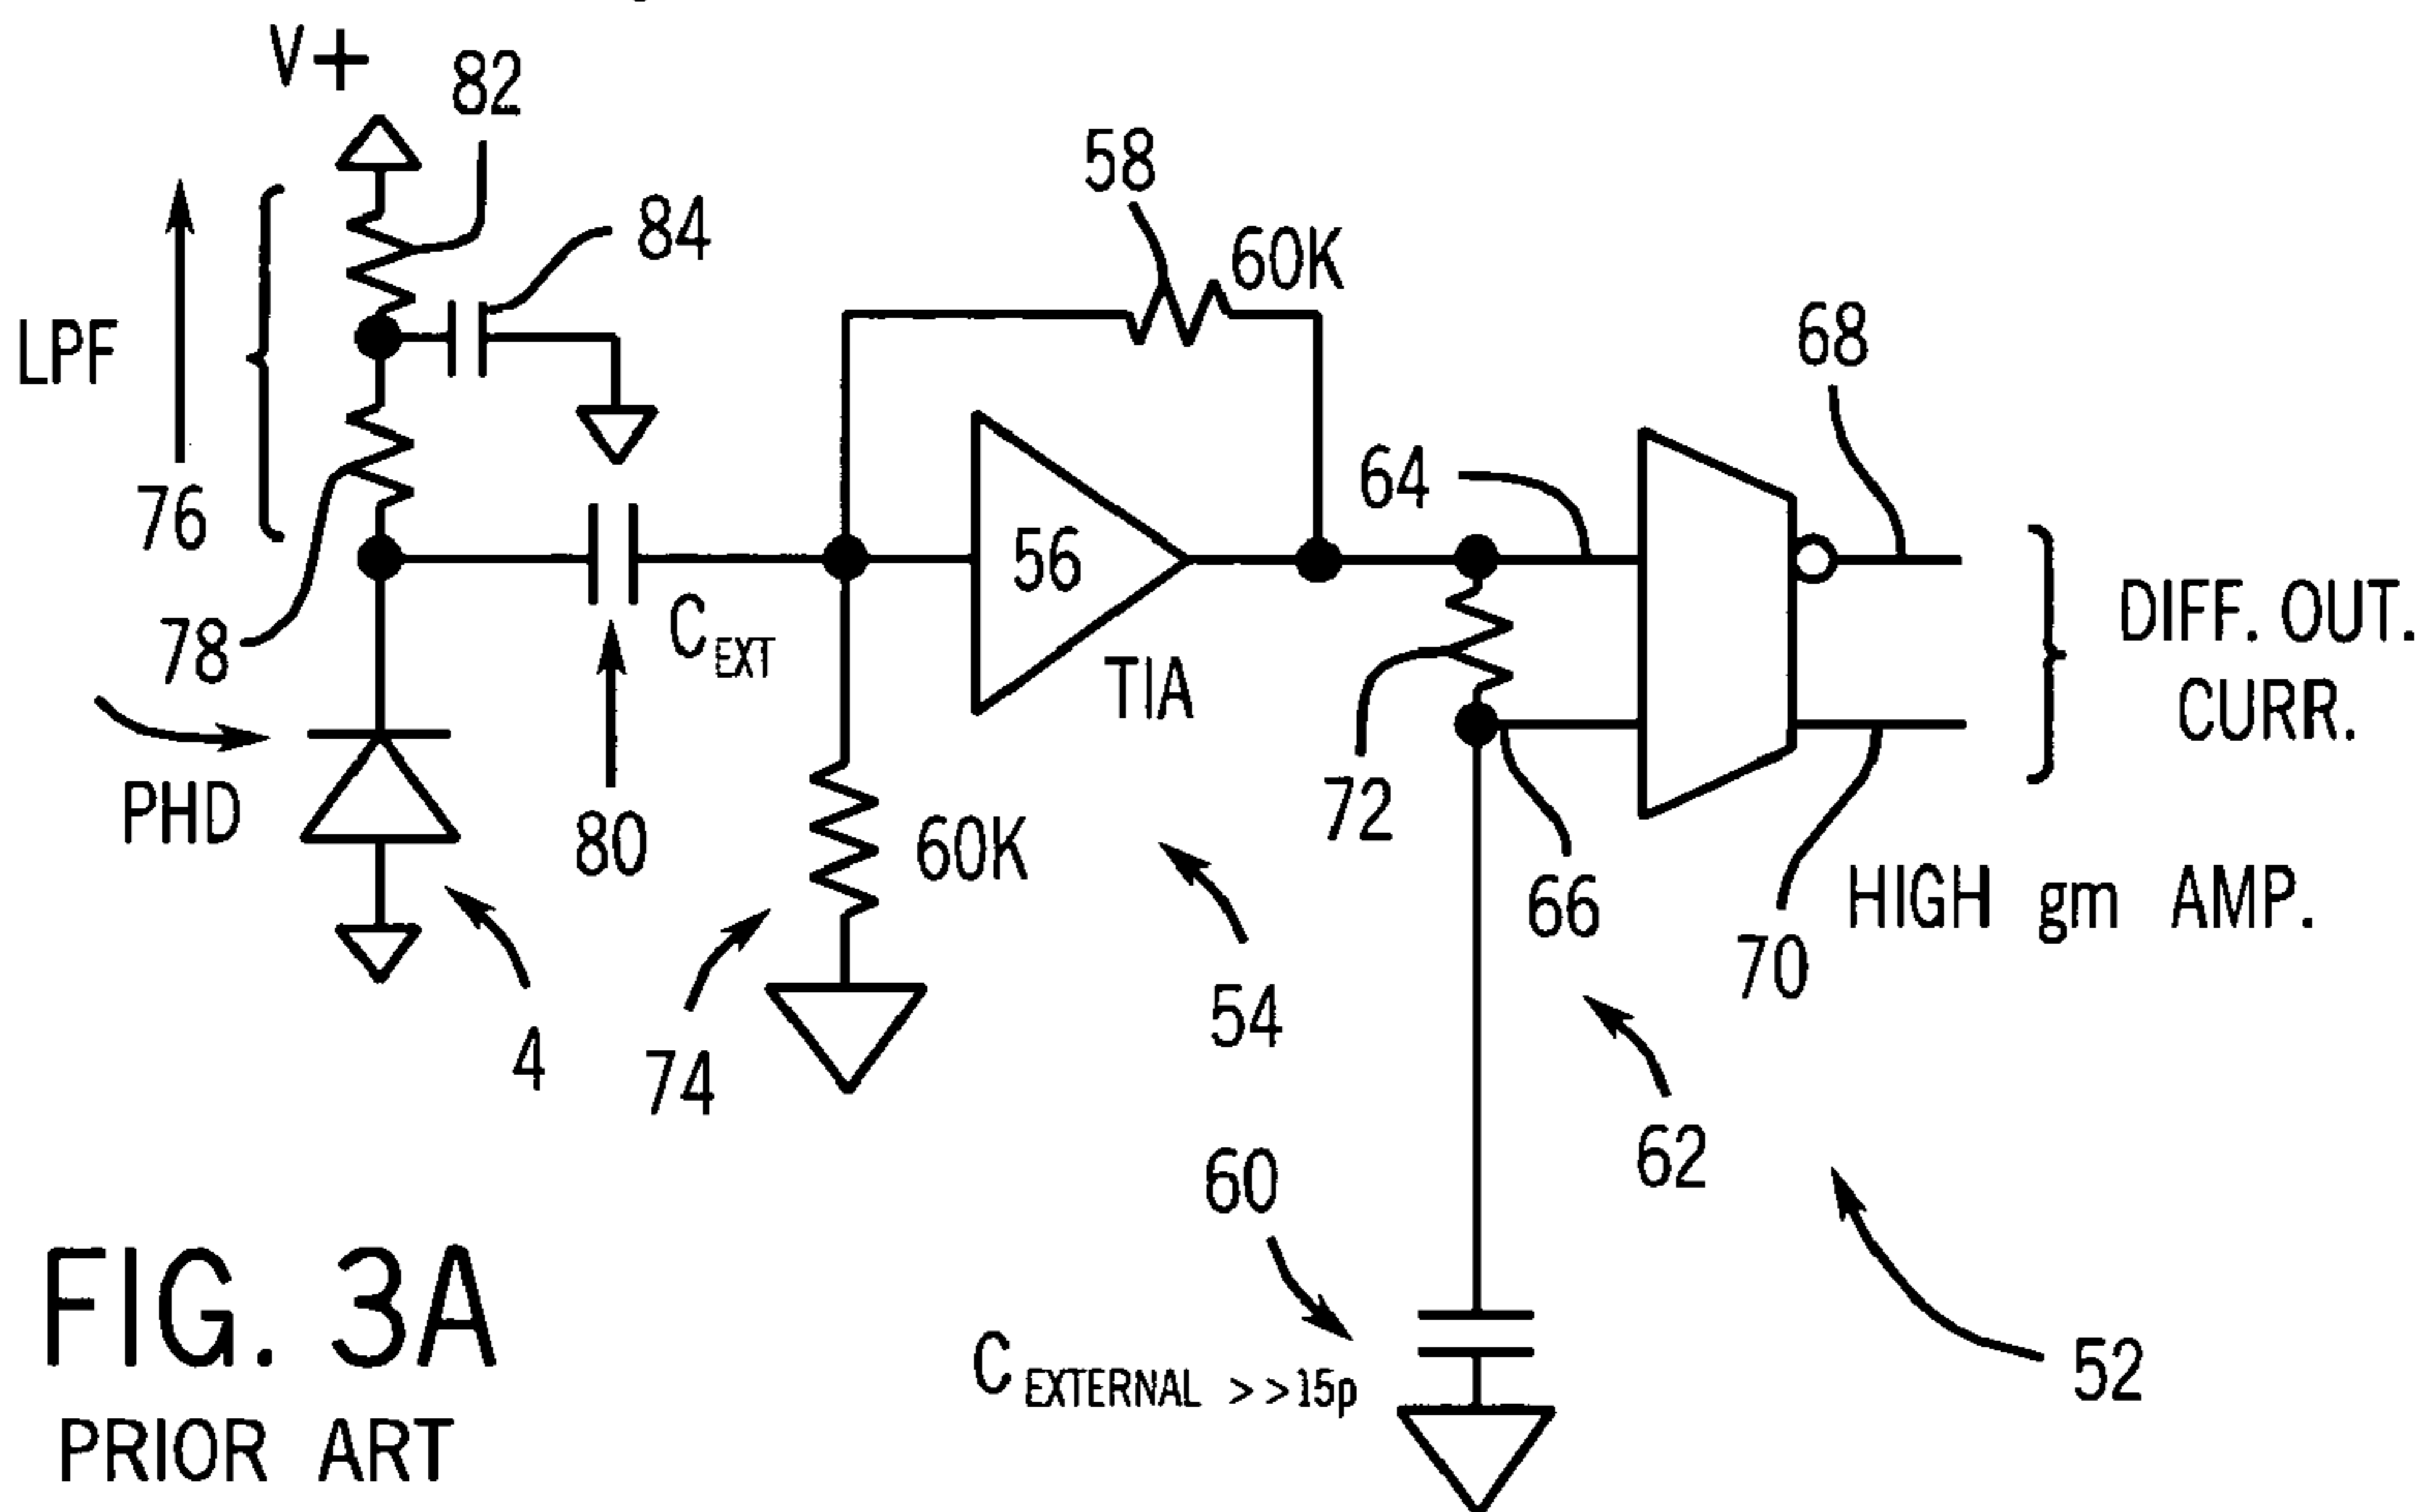 V+
82
84
58
60K
LPF
68
64
76
56
78
C EXT
TIA
DIFF. OUT.
CURR.
PHD
80
60K
72
66
HIGH gm AMP.
70
4
74
54
62
60
C EXTERNAL >>15p
52
FIG. 3A
PRIOR ART